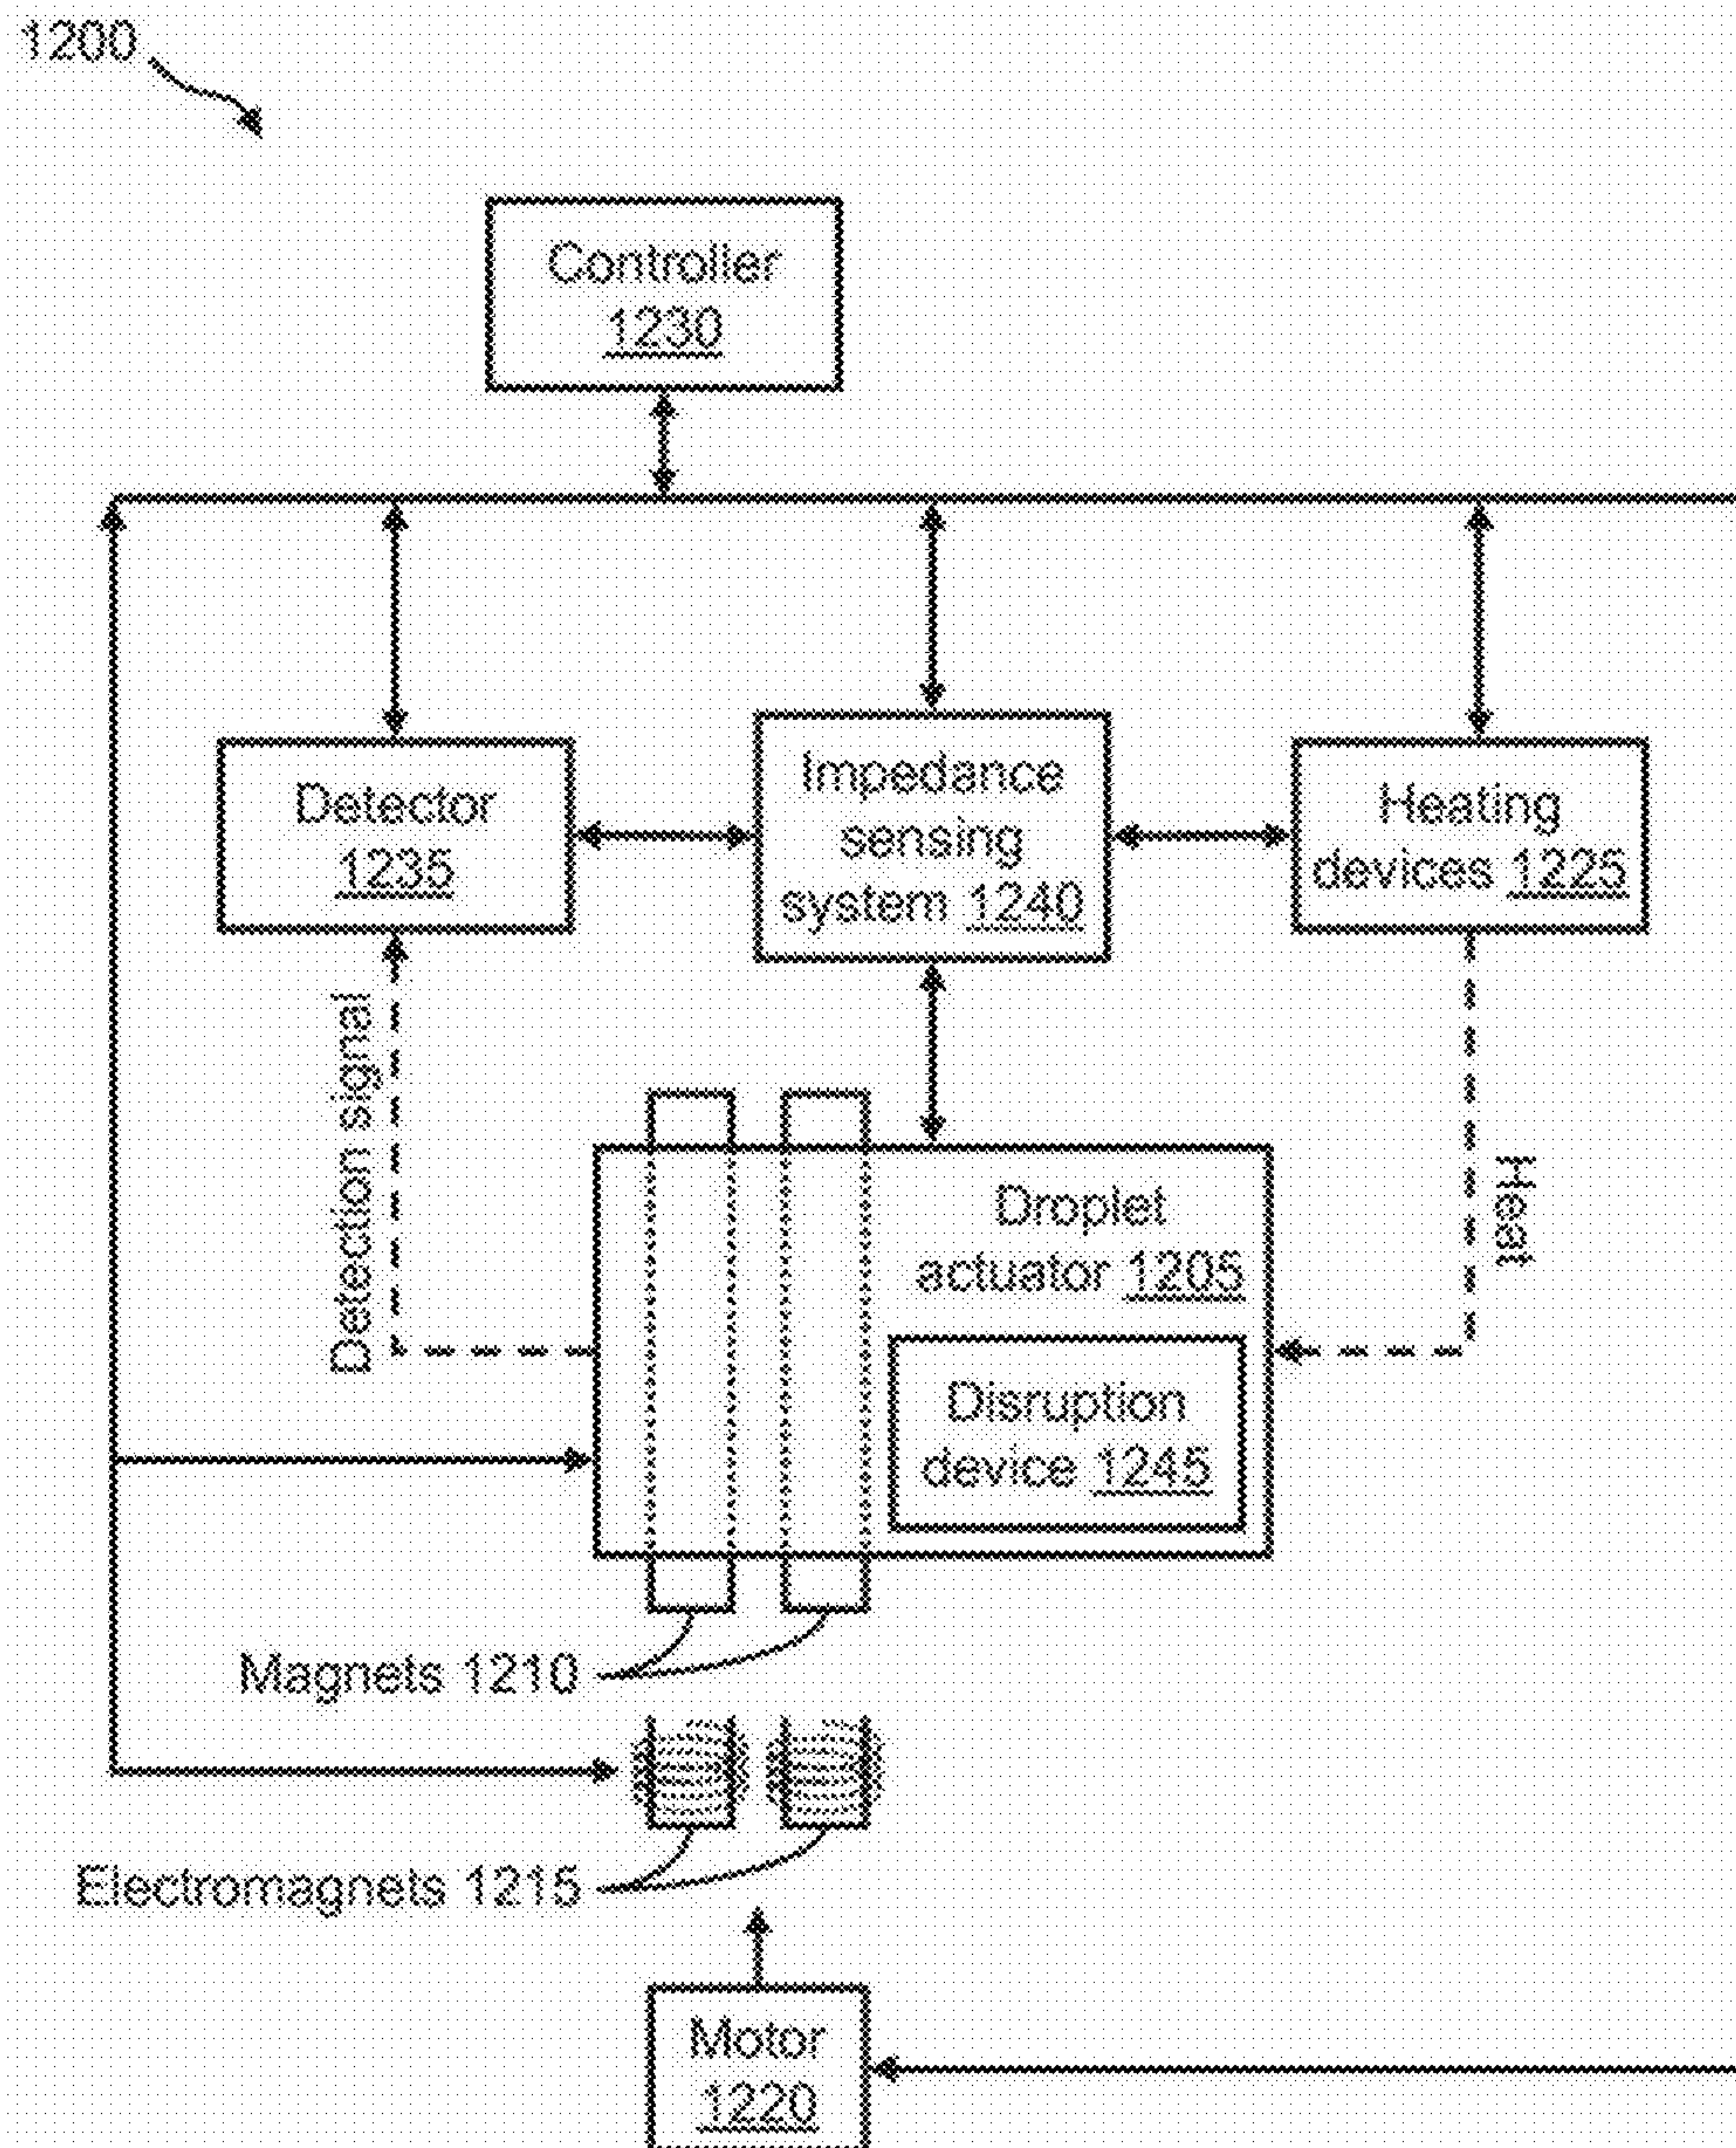 1200
Controller
1230
Detector
1235
Impedance
sensing
system 1240
Heating
devices 1225
Detection signal
Heat
Droplet
actuator 1205
Disruption
device 1245
Magnets 1210
Electromagnets 1215
Motor
1220